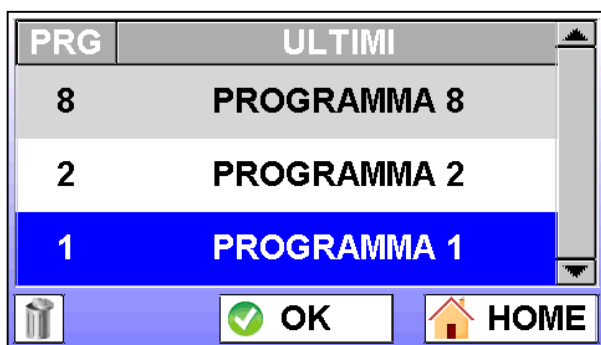 PRG ULTIMI
8 PROGRAMMA 8
2 PROGRAMMA 2
1 PROGRAMMA 1
OK HOME